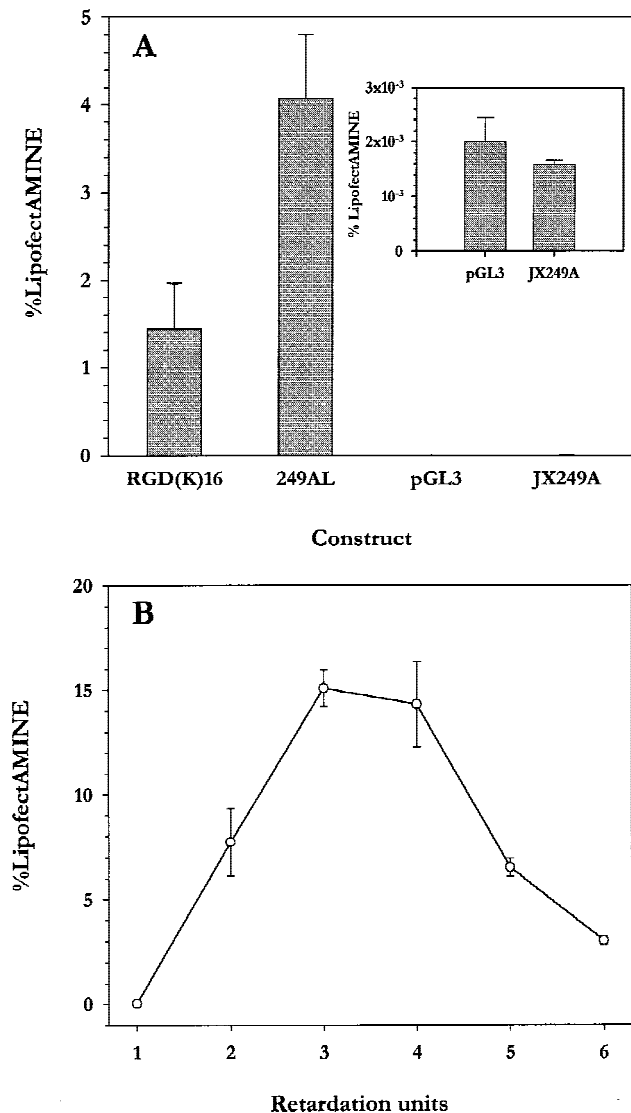 A
5
4
3
2
1
0
%LipofectAMINE
RGD(K)16 249AL pGL3 JX249A
Construct
3x10-3
2x10-3
10-3
0
% LipofectAMINE
pGL3 JX249A
B
20
15
10
5
0
%LipofectAMINE
1 2 3 4 5 6
Retardation units